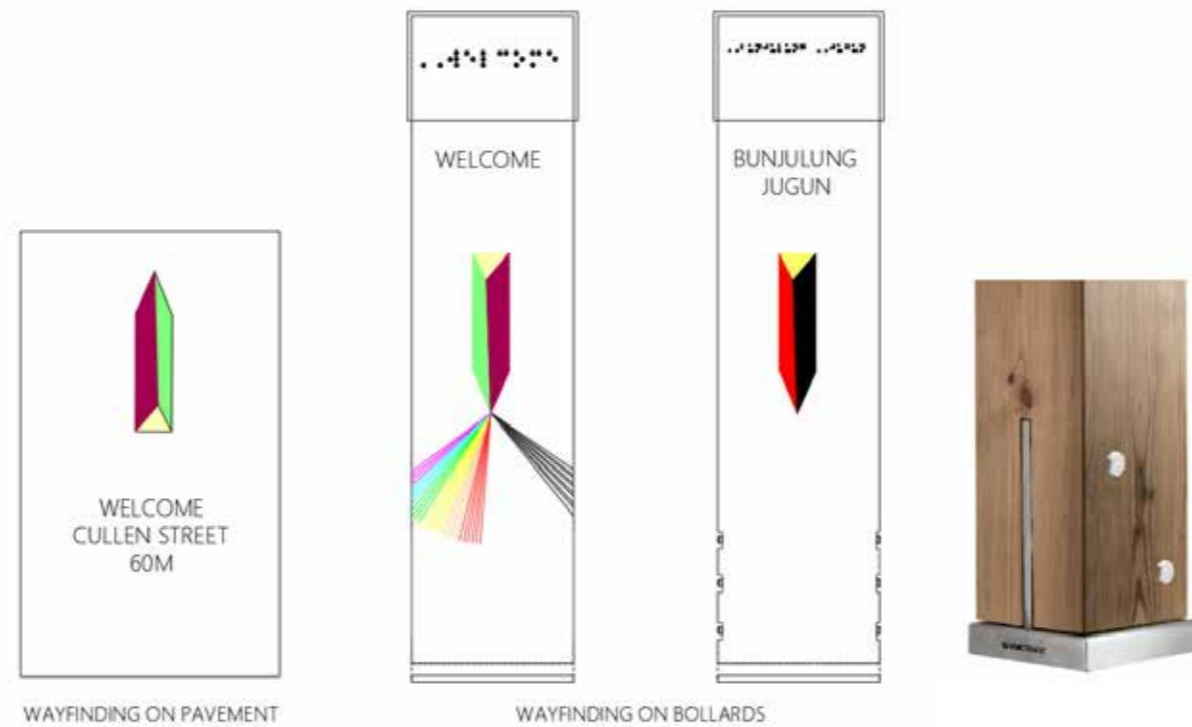 WELCOME
CULLEN STREET
60M
WAYFINDING ON PAVEMENT
WELCOME
BUNJULUNG
JUGUN
WAYFINDING ON BOLLARDS